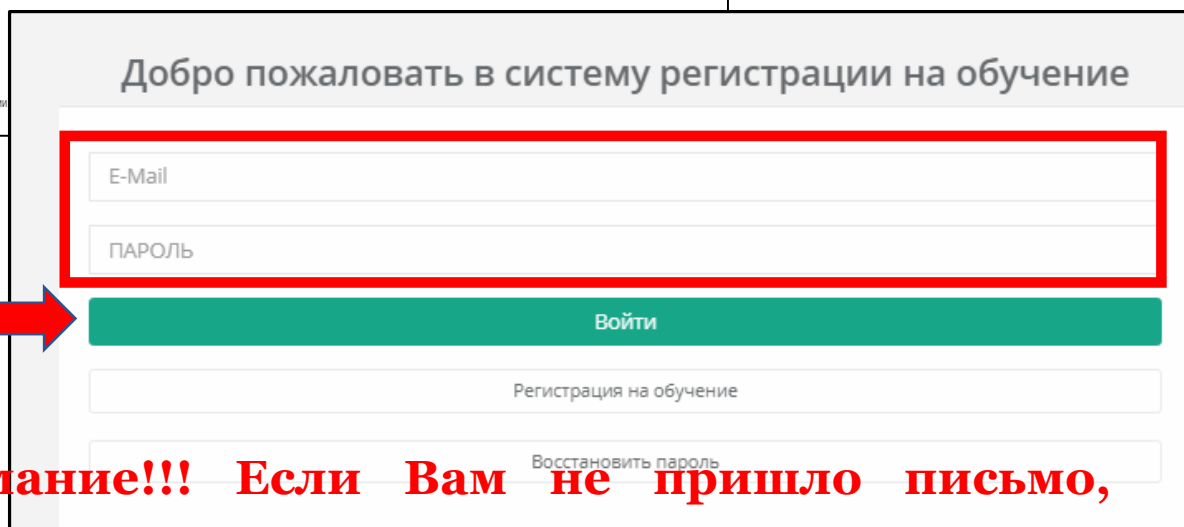 Добро пожаловать в систему регистрации на обучение
E-Mail
ПАРОЛЬ
Войти
Регистрация на обучение
Восстановить пароль
мание!!! Если Вам не пришло письмо,